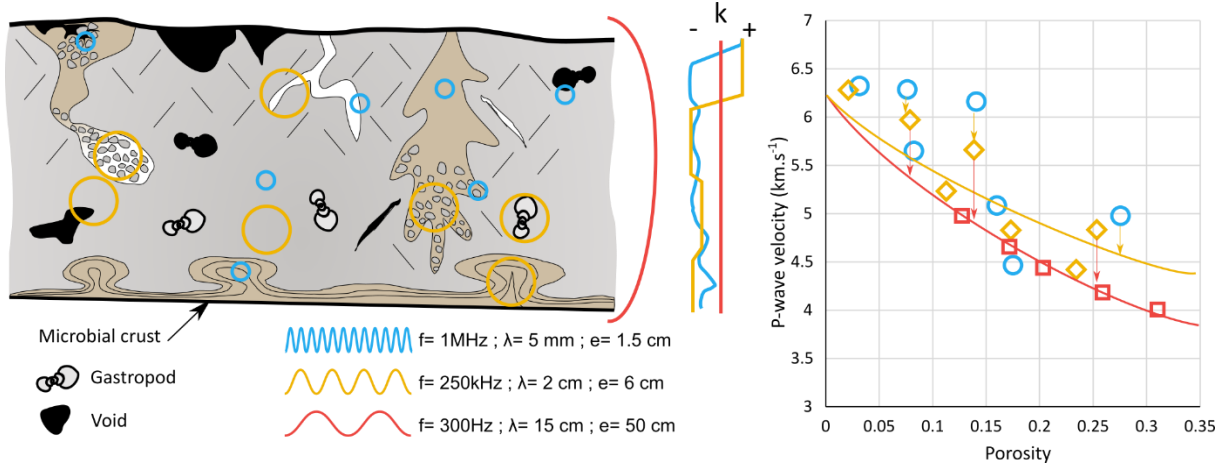 k
- +
Microbial crust
Gastropod
Void
f= 1MHz ; λ= 5 mm ; e= 1.5 cm
f= 250kHz ; λ= 2 cm ; e= 6 cm
f= 300Hz ; λ= 15 cm ; e= 50 cm
P-wave velocity (km.s⁻¹)
7
6.5
6
5.5
5
4.5
4
3.5
3
0 0.05 0.1 0.15 0.2 0.25 0.3 0.35
Porosity